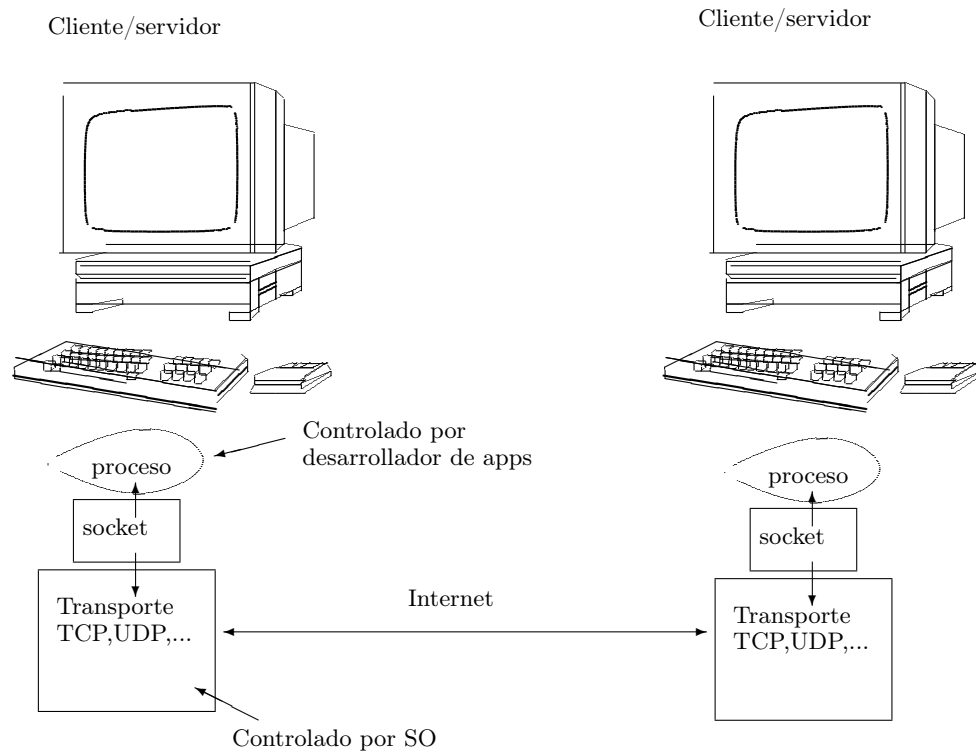 Cliente/servidor
Cliente/servidor
Controlado por
desarrollador de apps
proceso
proceso
socket
socket
Internet
Transporte
TCP,UDP,...
Transporte
TCP,UDP,...
Controlado por SO